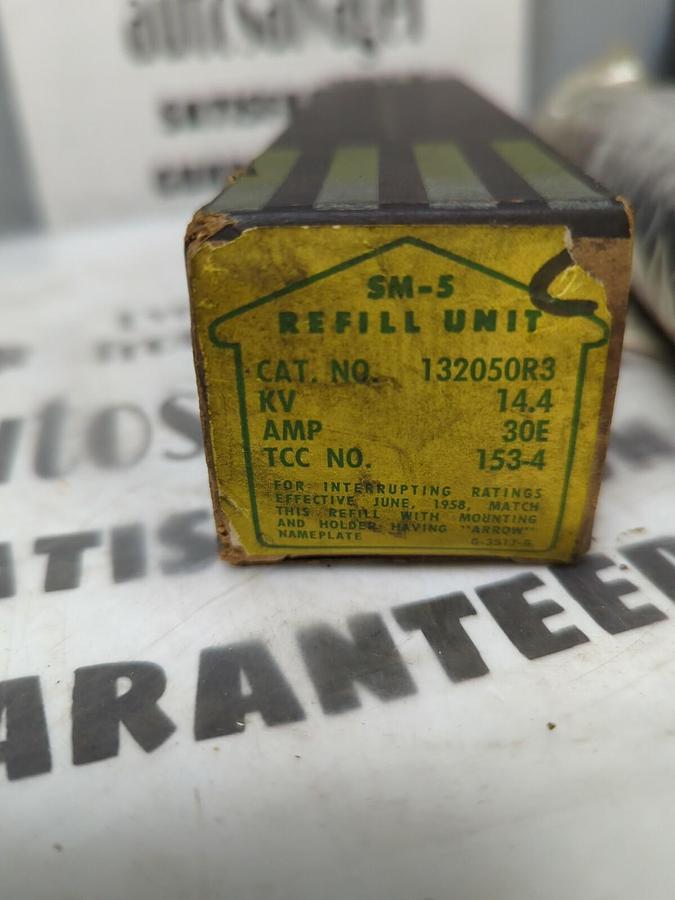 SM-5
REFILL UNIT
CAT. NO. 132050R3
KV 14.4
AMP 30E
TCC NO. 153-4
FOR INTERRUPTING RATINGS
EFFECTIVE JUNE, 1958, MATCH
THIS REFILL WITH MOUNTING
AND HOLDER HAVING "ARROW"
NAMEPLATE
ARANTEED